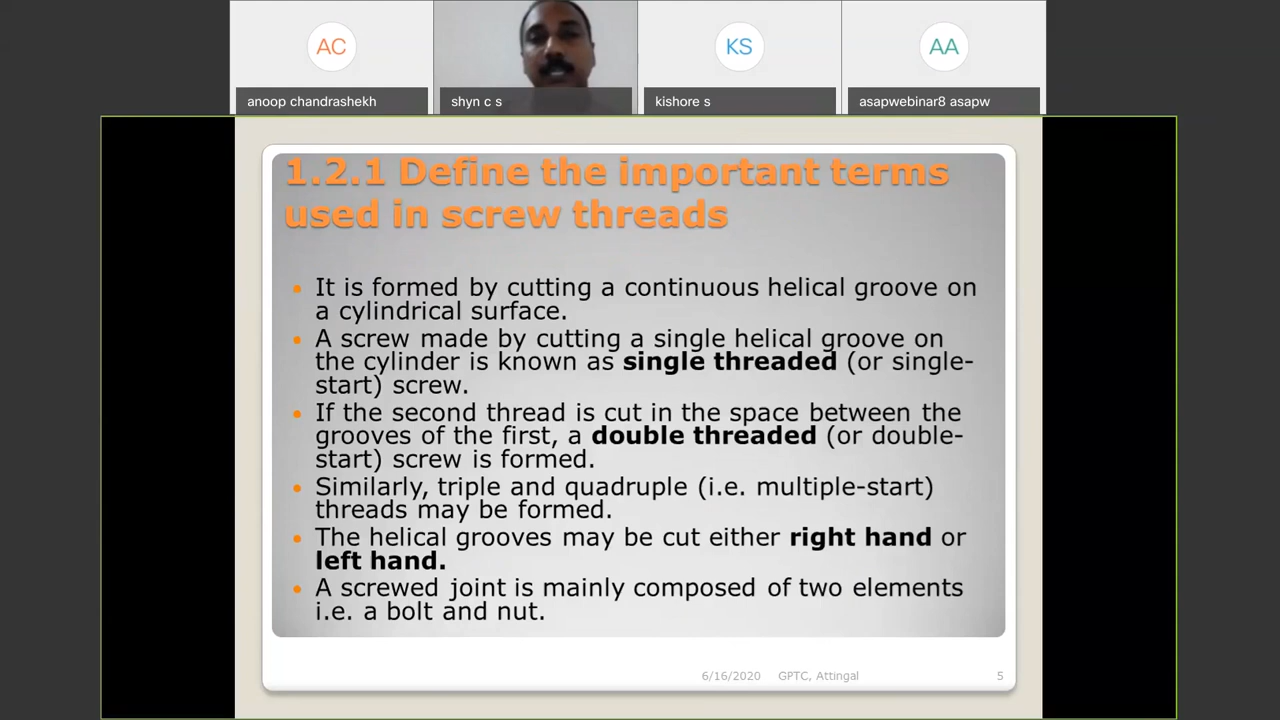 AC
KS
AA
anoop chandrashekh
shyn c s
kishore s
asapwebinar8 asapw
1.2.1 Define the important terms
used in screw threads
• It is formed by cutting a continuous helical groove on
a cylindrical surface.
• A screw made by cutting a single helical groove on
the cylinder is known as single threaded (or single-
start) screw.
• If the second thread is cut in the space between the
grooves of the first, a double threaded (or double-
start) screw is formed.
• Similarly, triple and quadruple (i.e. multiple-start)
threads may be formed.
• The helical grooves may be cut either right hand or
left hand.
• A screwed joint is mainly composed of two elements
i.e. a bolt and nut.
6/16/2020 GPTC, Attingal 5